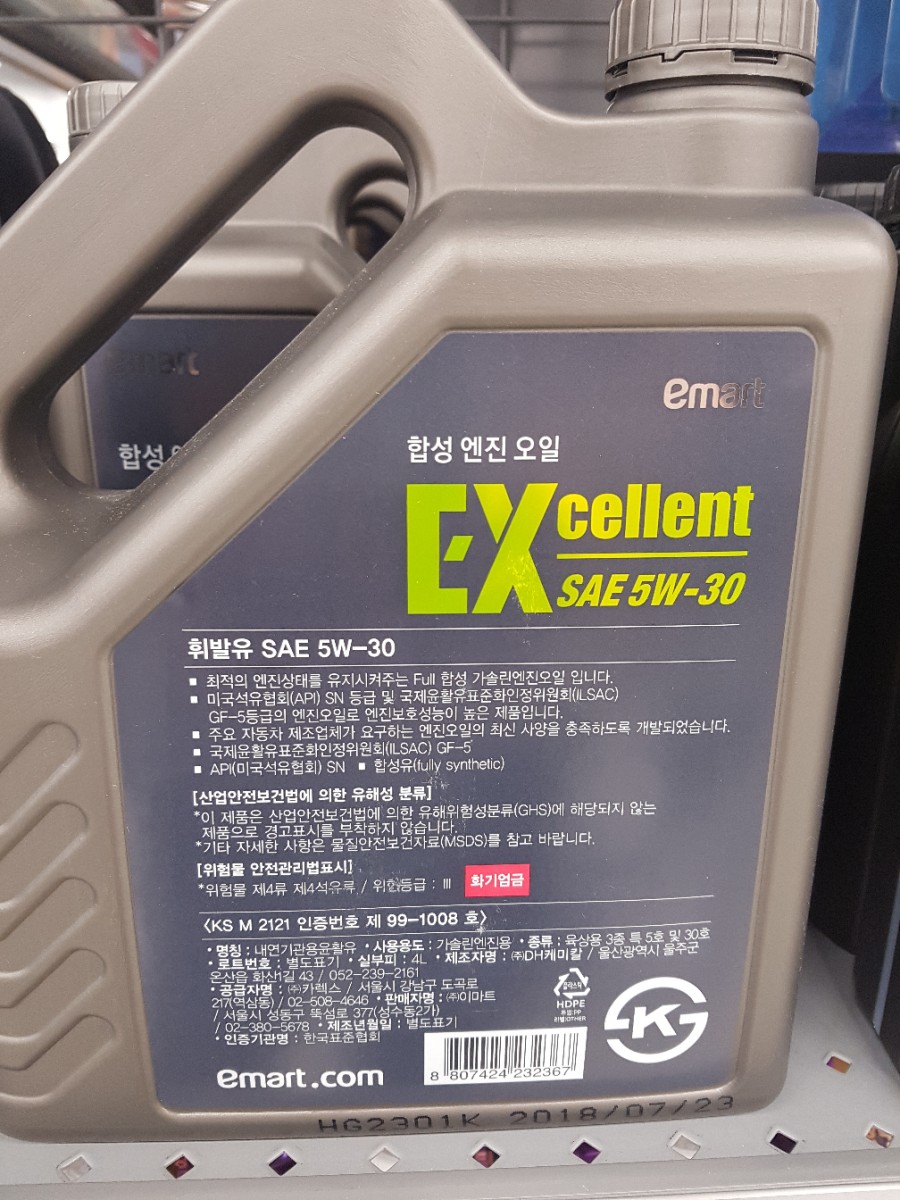 emart
합성
emart
합성 엔진 오일
EXcellent
SAE 5W-30
휘발유 SAE 5W-30
▪ 최적의 엔진상태를 유지시켜주는 Full 합성 가솔린엔진오일 입니다.
▪ 미국석유협회(API) SN 등급 및 국제윤활유표준화인정위원회(ILSAC)
GF-5등급의 엔진오일로 엔진보호성능이 높은 제품입니다.
▪ 주요 자동차 제조업체가 요구하는 엔진오일의 최신 사양을 충족하도록 개발되었습니다.
▪ 국제윤활유표준화인정위원회(ILSAC) GF-5
▪ API(미국석유협회) SN ▪ 합성유(fully synthetic)
[산업안전보건법에 의한 유해성 분류]
*이 제품은 산업안전보건법에 의한 유해위험성분류(GHS)에 해당되지 않는
제품으로 경고표시를 부착하지 않습니다.
*기타 자세한 사항은 물질안전보건자료(MSDS)를 참고 바랍니다.
[위험물 안전관리법표시]
*위험물 제4류 제4석유류 / 위험등급 : Ⅲ 화기엄금
〈KS M 2121 인증번호 제 99-1008 호〉
• 명칭 : 내연기관용윤활유 • 사용용도 : 가솔린엔진용 • 종류 : 육상용 3종 특 5호 및 30호
• 로트번호 : 별도표기 • 실부피 : 4L • 제조자명 : ㈜DH케미칼 / 울산광역시 울주군
온산읍 화산1길 43 / 052-239-2161
• 공급자명 : ㈜카렉스 / 서울시 강남구 도곡로
217(역삼동) / 02-508-4646 • 판매자명 : ㈜이마트
/ 서울시 성동구 뚝섬로 377(성수동2가)
/ 02-380-5678 • 제조년월일 : 별도표기
• 인증기관명 : 한국표준협회
플라스틱
HDPE
뚜껑:PP
라벨:OTHER
K
emart.com
8 807424 232367
HG2301K 2018/07/23